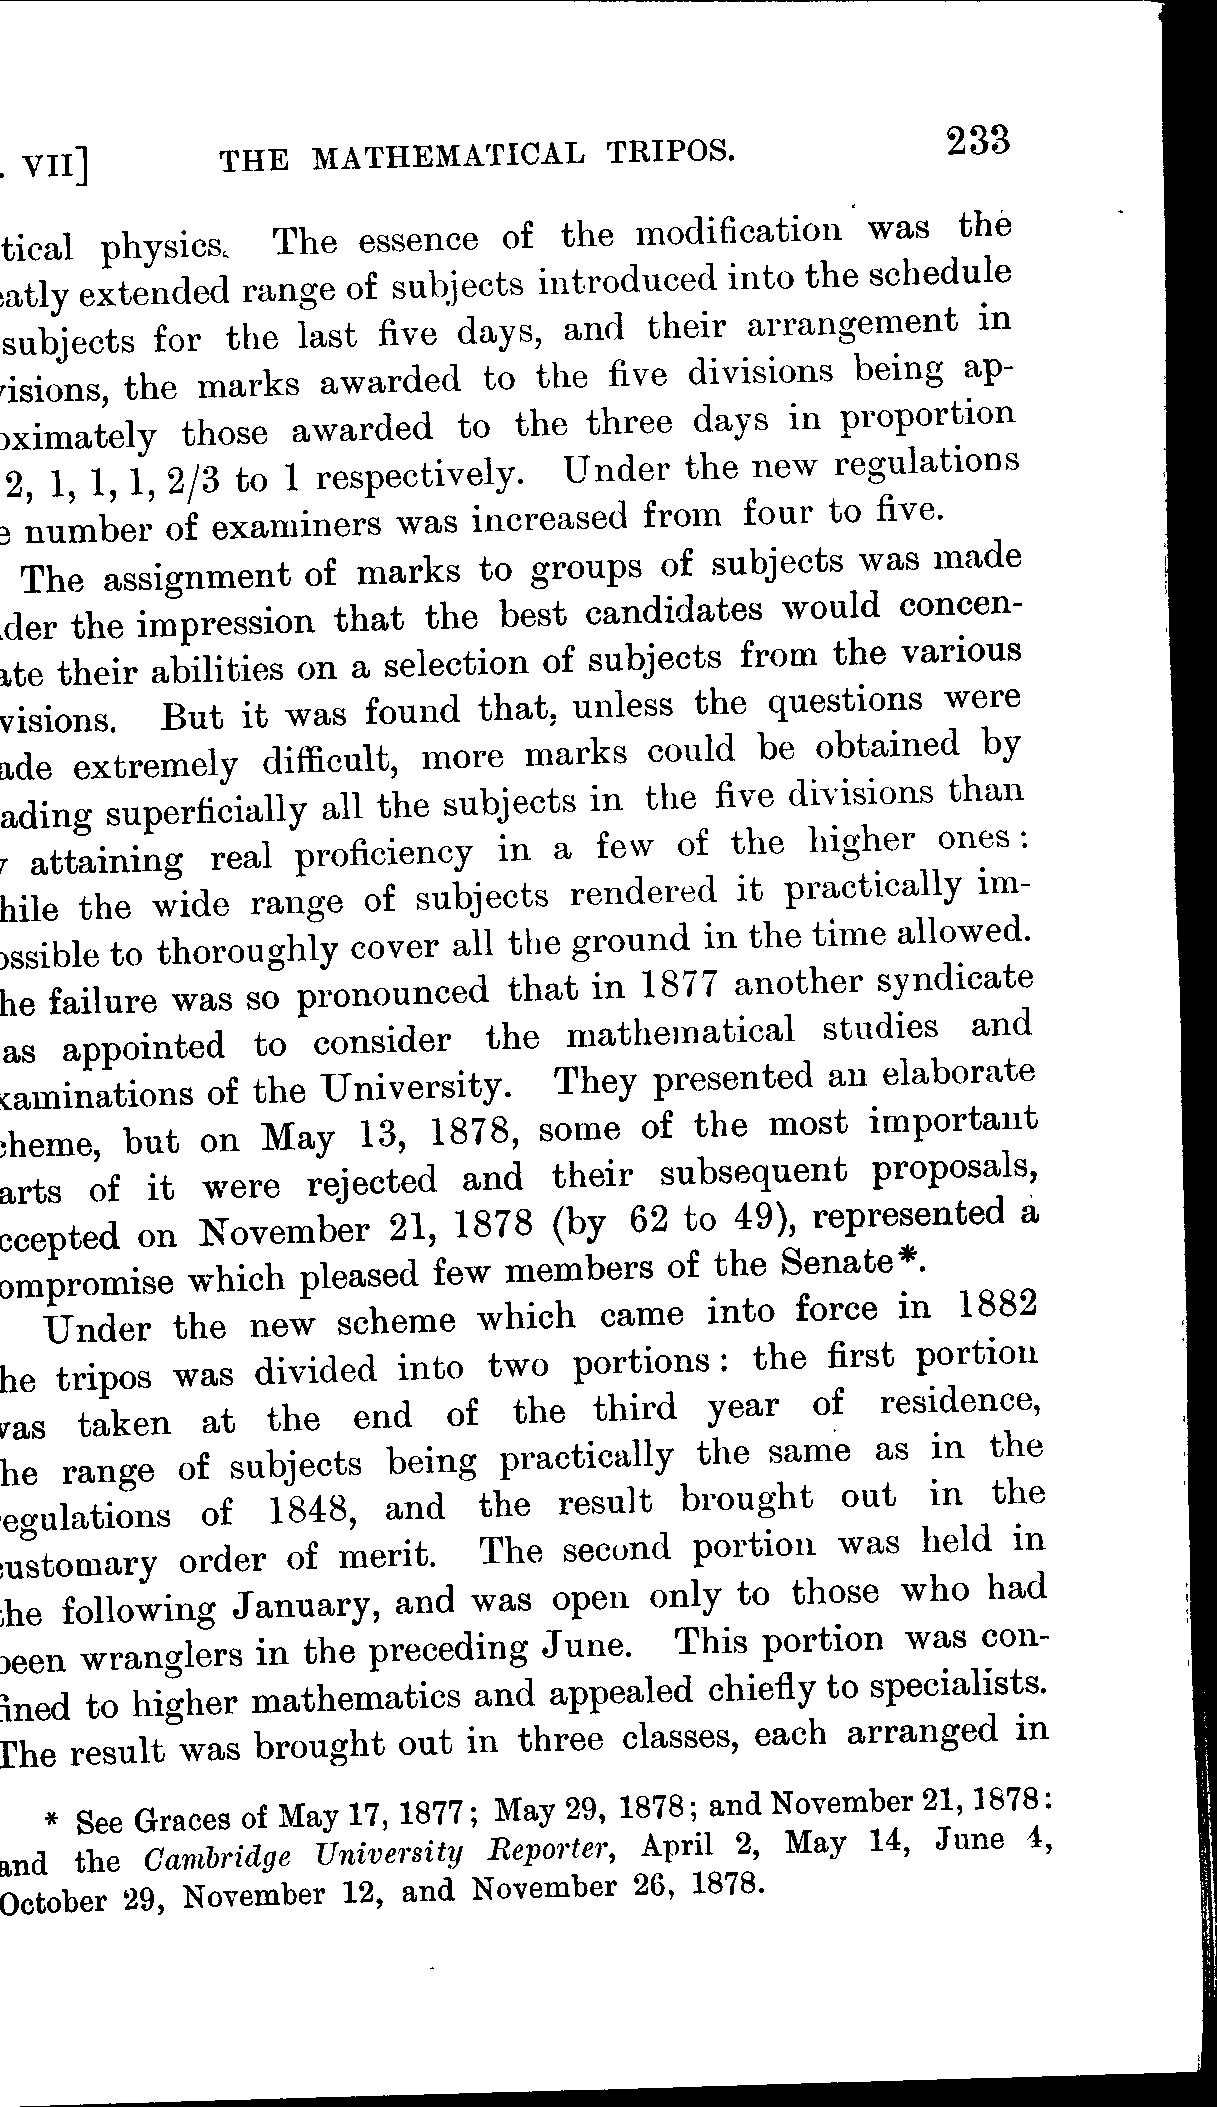 . VII] THE MATHEMATICAL TRIPOS. 233
tical physics. The essence of the modification was the
eatly extended range of subjects introduced into the schedule
subjects for the last five days, and their arrangement in
visions, the marks awarded to the five divisions being ap-
oximately those awarded to the three days in proportion
2, 1, 1, 1, 2/3 to 1 respectively. Under the new regulations
e number of examiners was increased from four to five.
The assignment of marks to groups of subjects was made
der the impression that the best candidates would concen-
ate their abilities on a selection of subjects from the various
visions. But it was found that, unless the questions were
ade extremely difficult, more marks could be obtained by
ading superficially all the subjects in the five divisions than
y attaining real proficiency in a few of the higher ones:
hile the wide range of subjects rendered it practically im-
ossible to thoroughly cover all the ground in the time allowed.
he failure was so pronounced that in 1877 another syndicate
as appointed to consider the mathematical studies and
xaminations of the University. They presented an elaborate
cheme, but on May 13, 1878, some of the most important
arts of it were rejected and their subsequent proposals,
ccepted on November 21, 1878 (by 62 to 49), represented a
ompromise which pleased few members of the Senate*.
Under the new scheme which came into force in 1882
he tripos was divided into two portions: the first portion
was taken at the end of the third year of residence,
he range of subjects being practically the same as in the
egulations of 1848, and the result brought out in the
customary order of merit. The second portion was held in
the following January, and was open only to those who had
been wranglers in the preceding June. This portion was con-
fined to higher mathematics and appealed chiefly to specialists.
The result was brought out in three classes, each arranged in
* See Graces of May 17, 1877; May 29, 1878; and November 21, 1878:
and the Cambridge University Reporter, April 2, May 14, June 4,
October 29, November 12, and November 26, 1878.